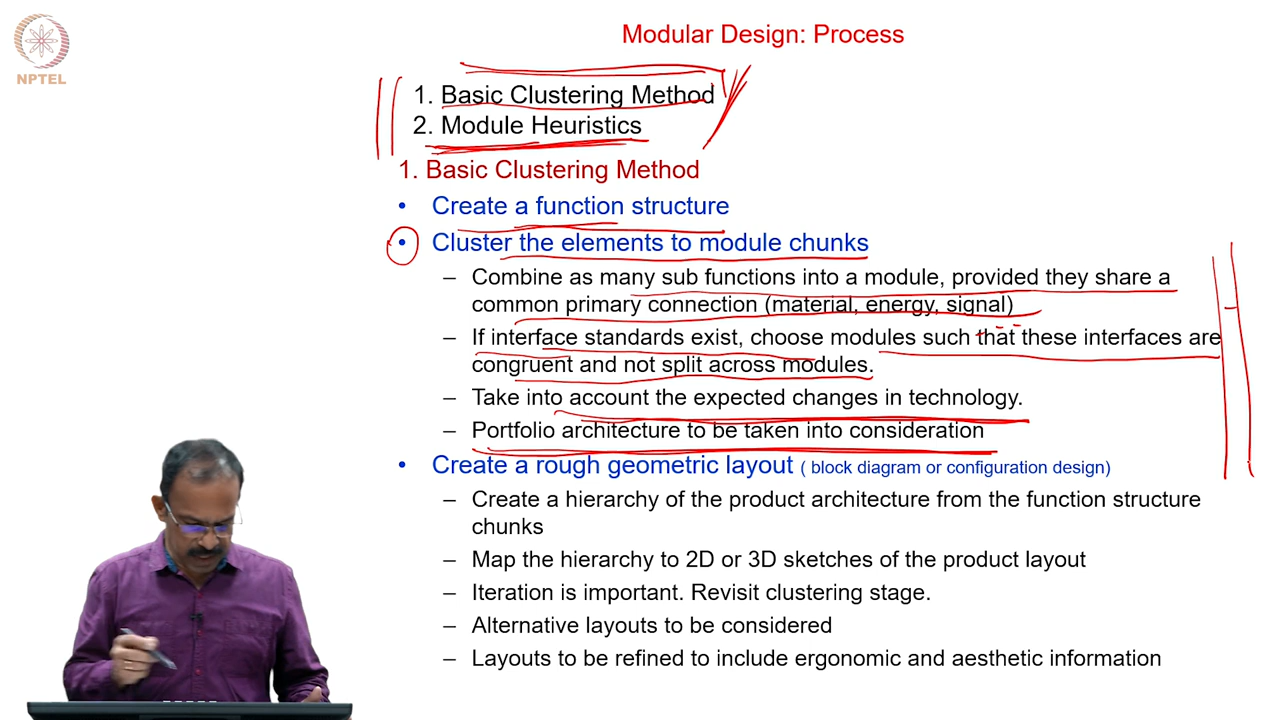 Modular Design: Process
NPTEL
1. Basic Clustering Method
2. Module Heuristics
1. Basic Clustering Method
• Create a function structure
• Cluster the elements to module chunks
– Combine as many sub functions into a module, provided they share a
common primary connection (material, energy, signal)
– If interface standards exist, choose modules such that these interfaces are
congruent and not split across modules.
– Take into account the expected changes in technology.
– Portfolio architecture to be taken into consideration
• Create a rough geometric layout ( block diagram or configuration design)
– Create a hierarchy of the product architecture from the function structure
chunks
– Map the hierarchy to 2D or 3D sketches of the product layout
– Iteration is important. Revisit clustering stage.
– Alternative layouts to be considered
– Layouts to be refined to include ergonomic and aesthetic information